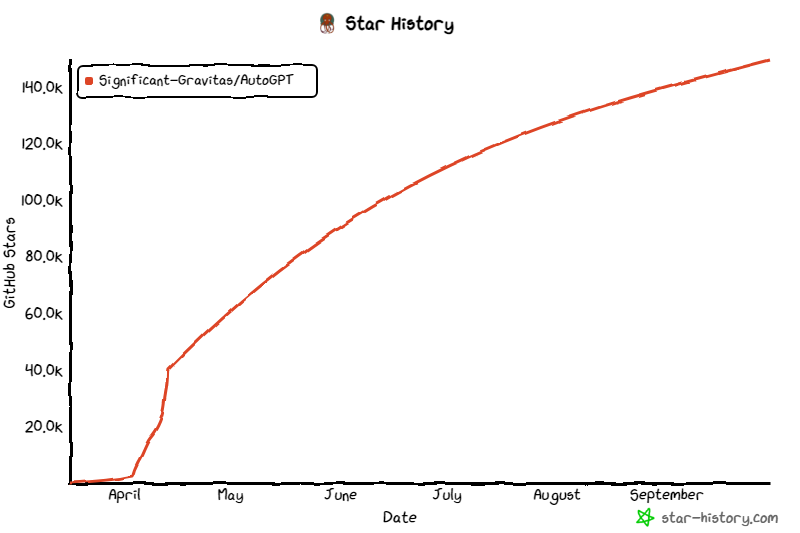 Star History
Significant-Gravitas/AutoGPT
140.0k
120.0k
100.0k
80.0k
60.0k
40.0k
20.0k
GitHub Stars
April May June July August September
Date
star-history.com